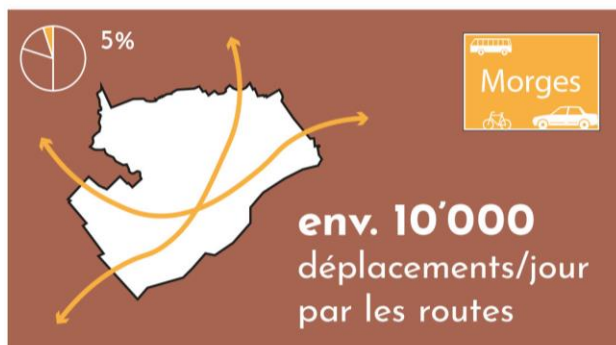 5%
Morges
env. 10’000
déplacements/jour
par les routes